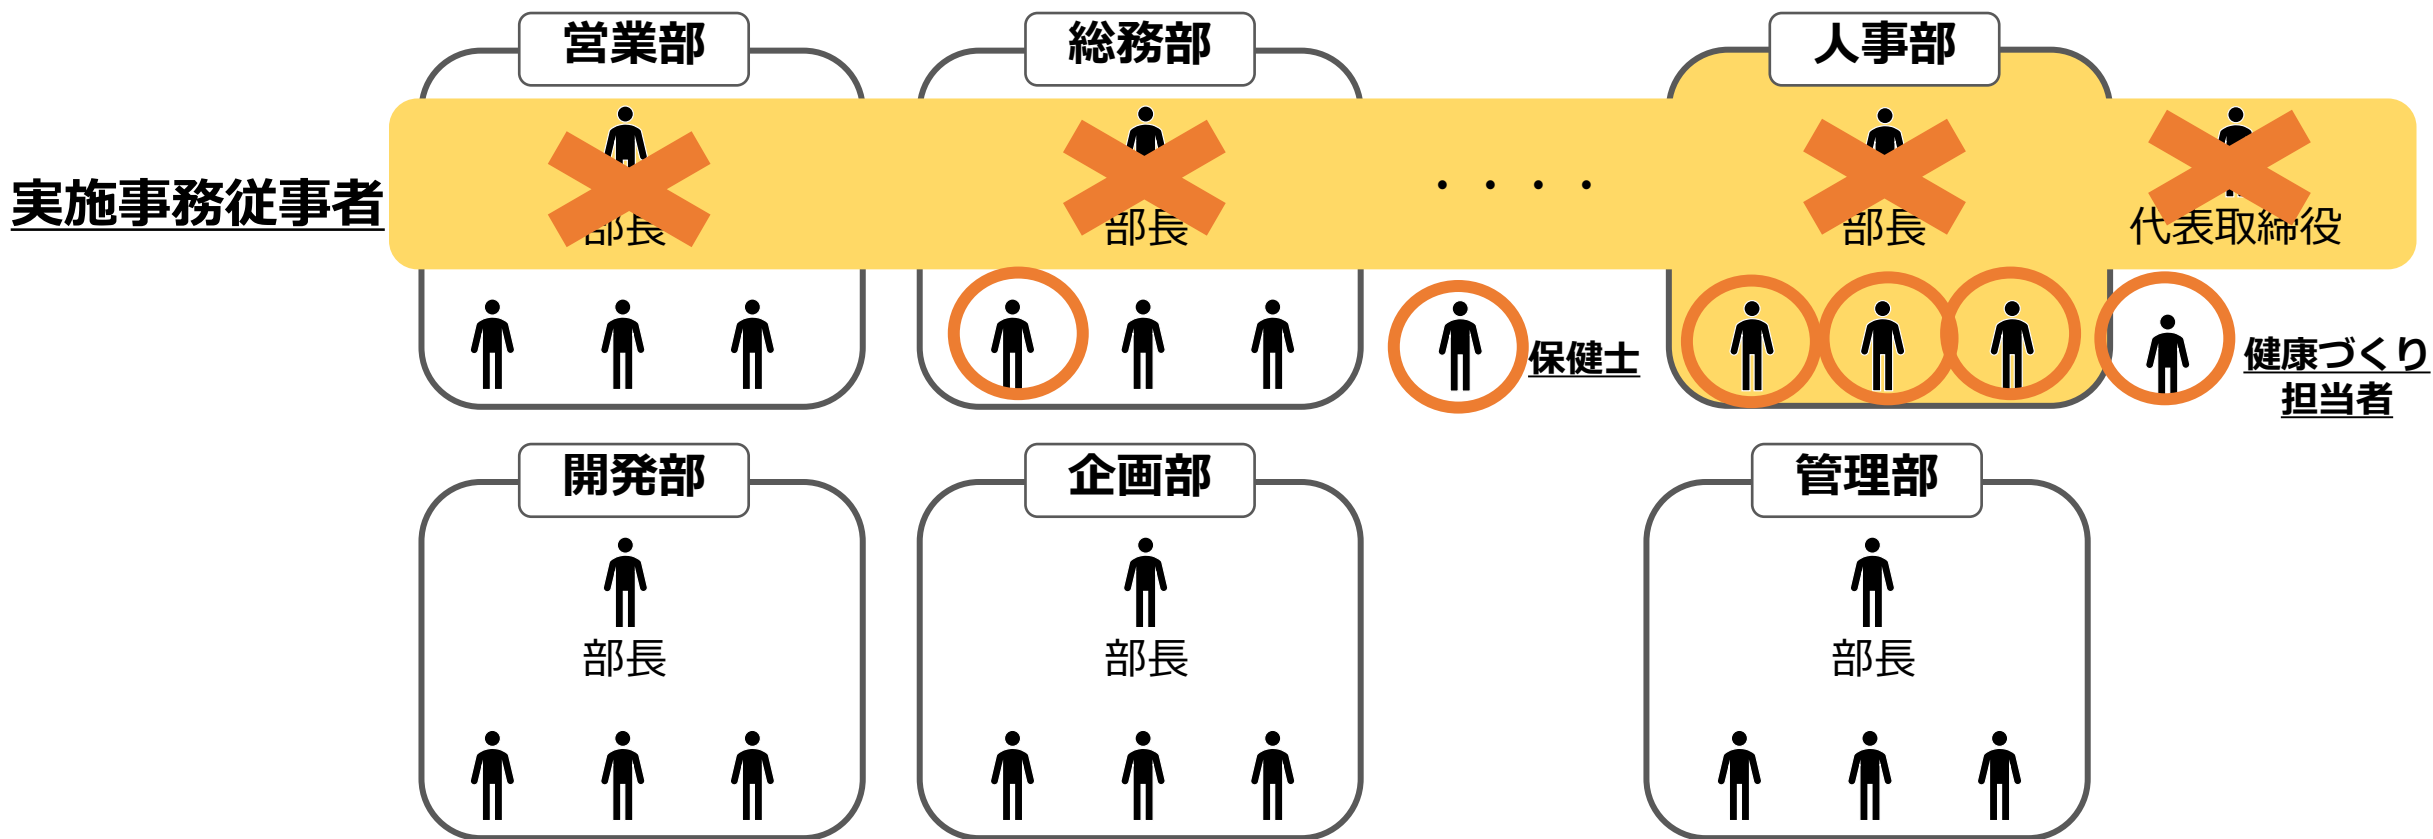 営業部
総務部
人事部
実施事務従事者
部長
部長
・・・・
部長
代表取締役
保健士
健康づくり
担当者
開発部
企画部
管理部
部長
部長
部長